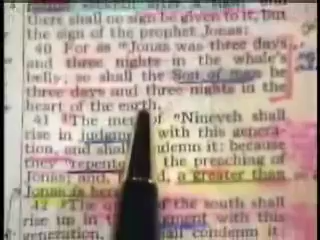 there shall no sign be given to it, but
the sign of the prophet Jonas:
40 For as Jonas was three days
and three nights in the whale's
belly; so shall the Son of man be
three days and three nights in the
heart of the earth.
41 The men of Nineveh shall
rise in judgment with this genera-
tion, and shall condemn it: because
they repented the preaching of
Jonas; and, a greater than
Jonas is here.
42 The of the south shall
rise up in the judgment with this
generation, shall condemn it